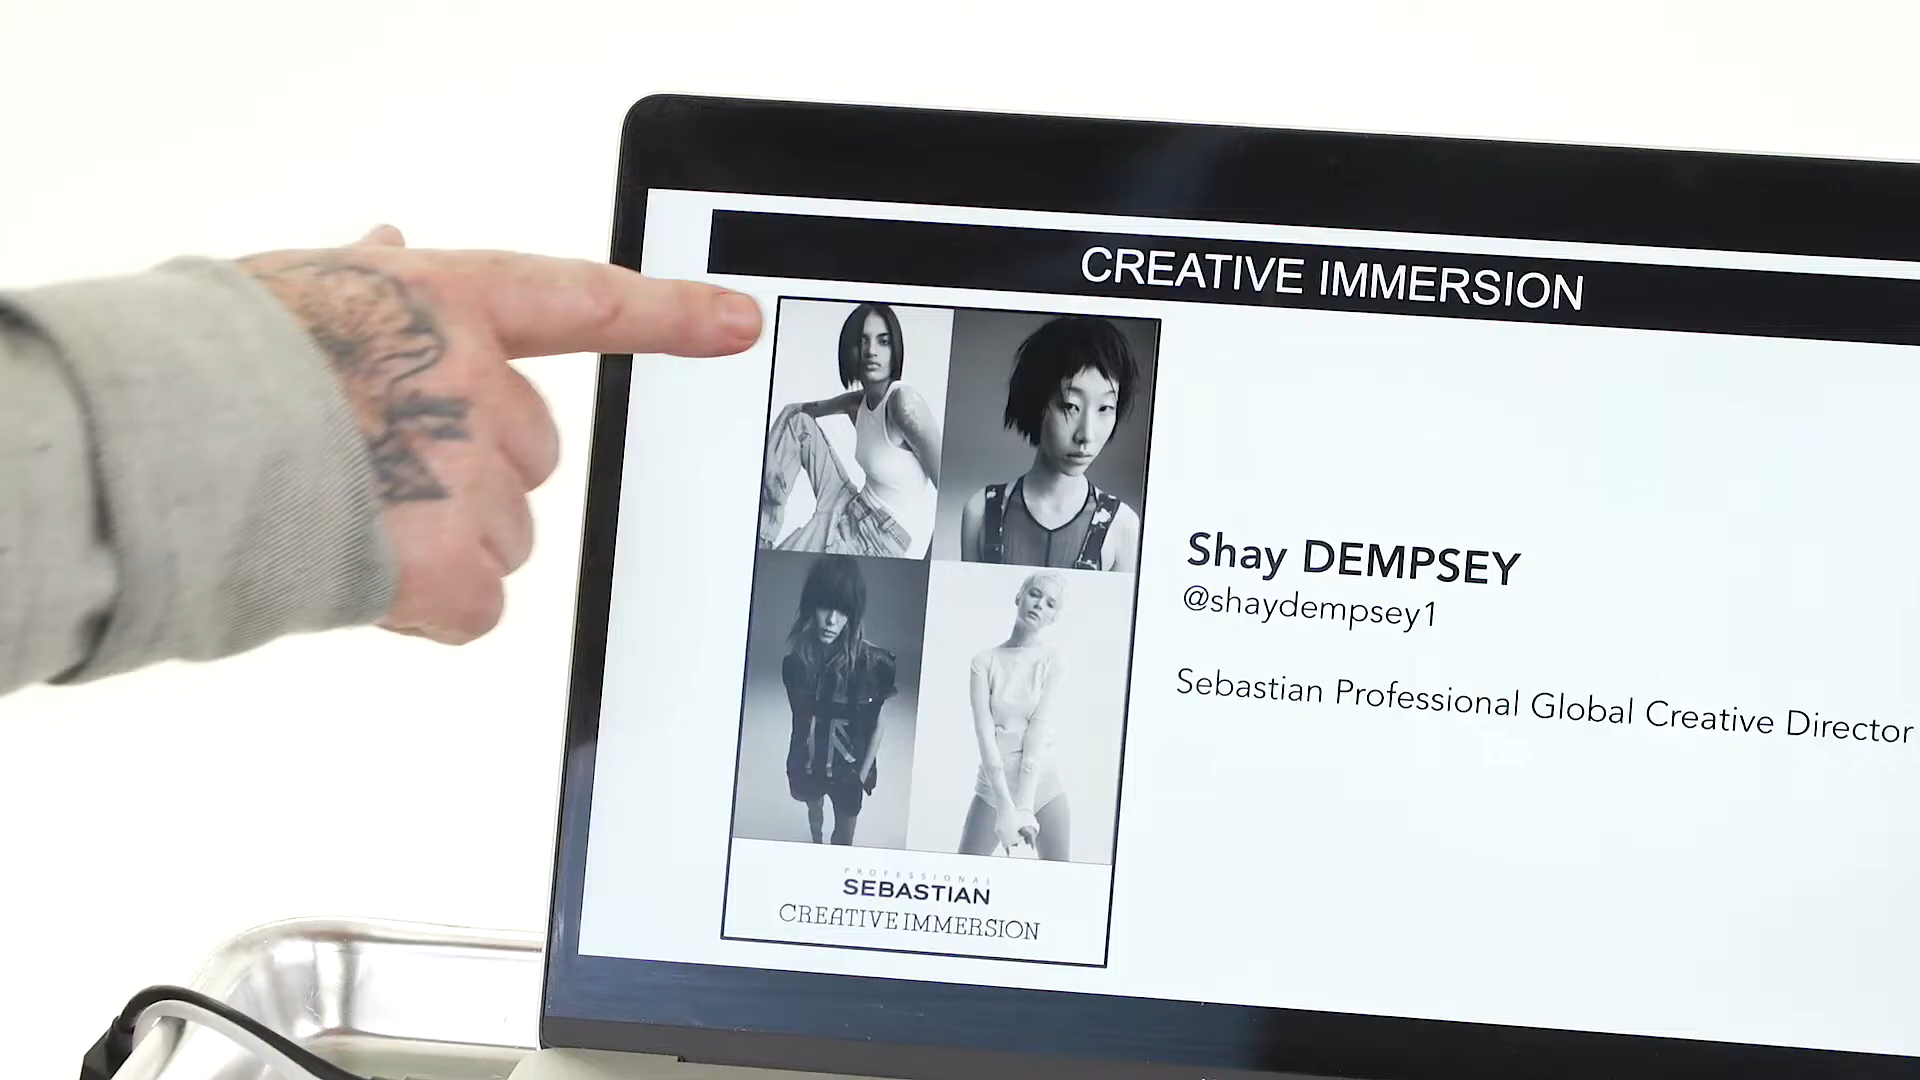 CREATIVE IMMERSION
Shay DEMPSEY
@shaydempsey1
Sebastian Professional Global Creative Director
PROFESSIONAL
SEBASTIAN
CREATIVE IMMERSION